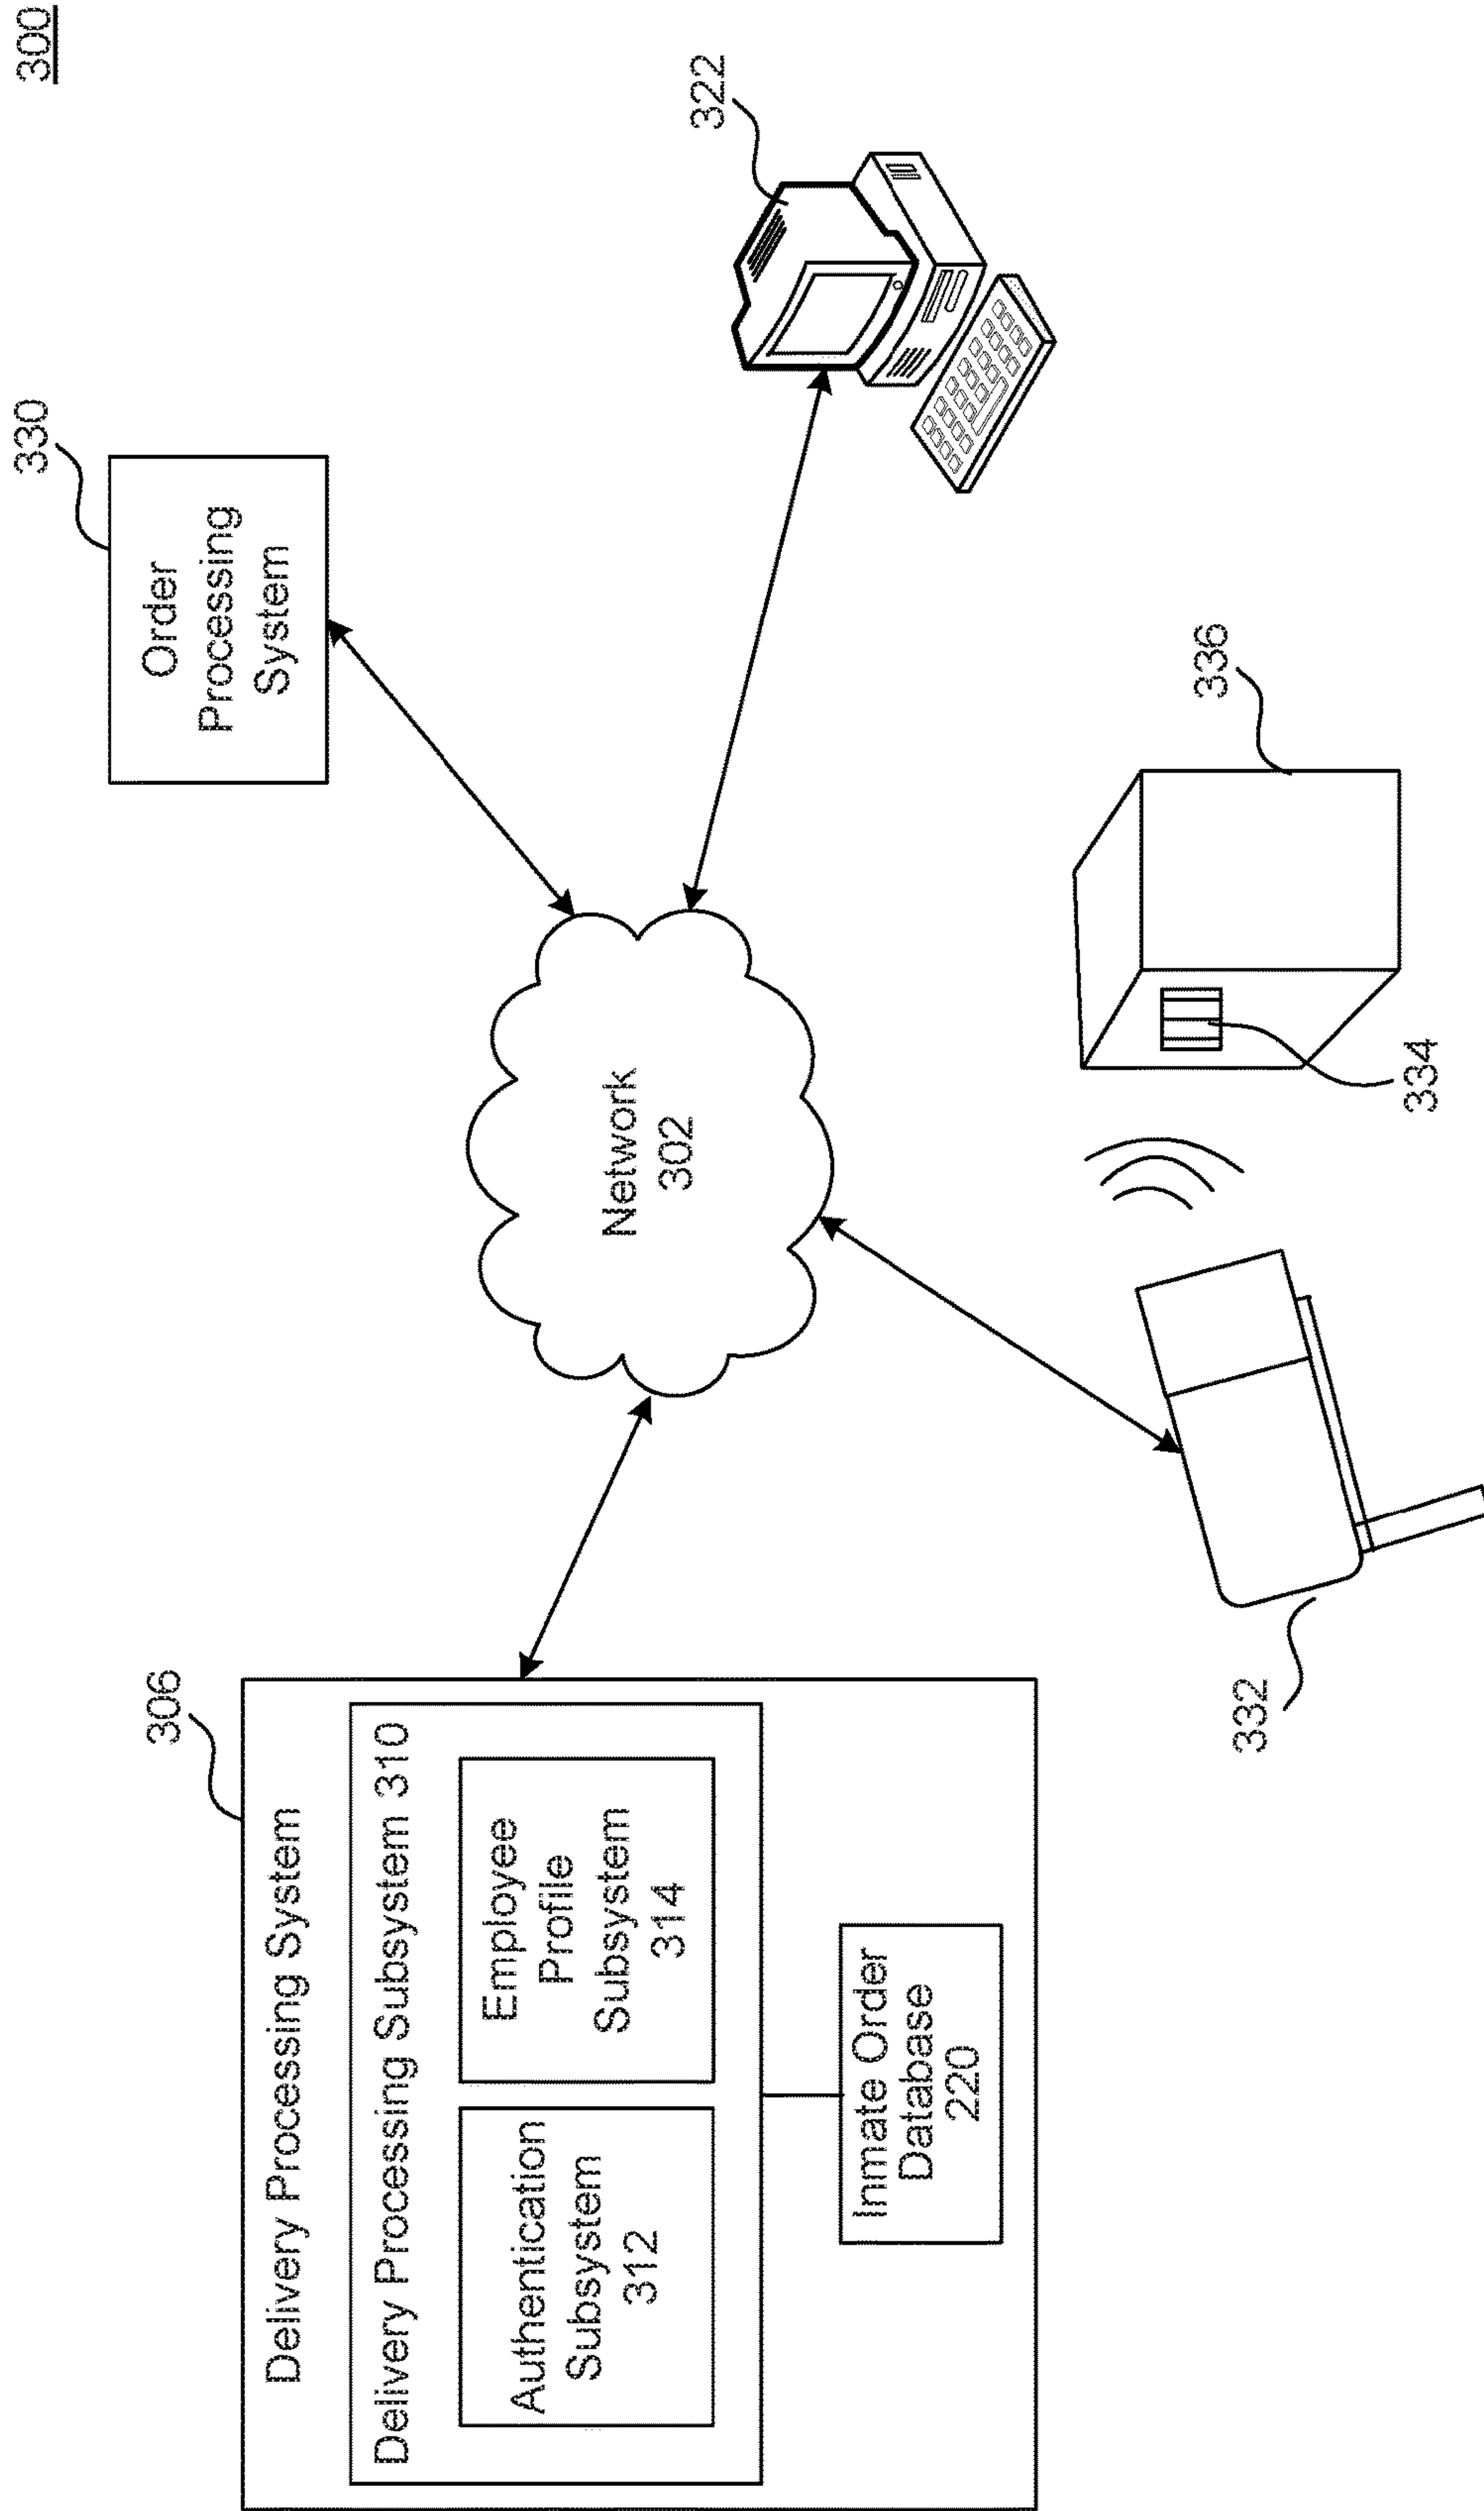 300
306
Delivery Processing System
Delivery Processing Subsystem 310
Authentication
Subsystem
312
Employee
Profile
Subsystem
314
Inmate Order
Database
220
Network
302
330
Order
Processing
System
322
332
334
336